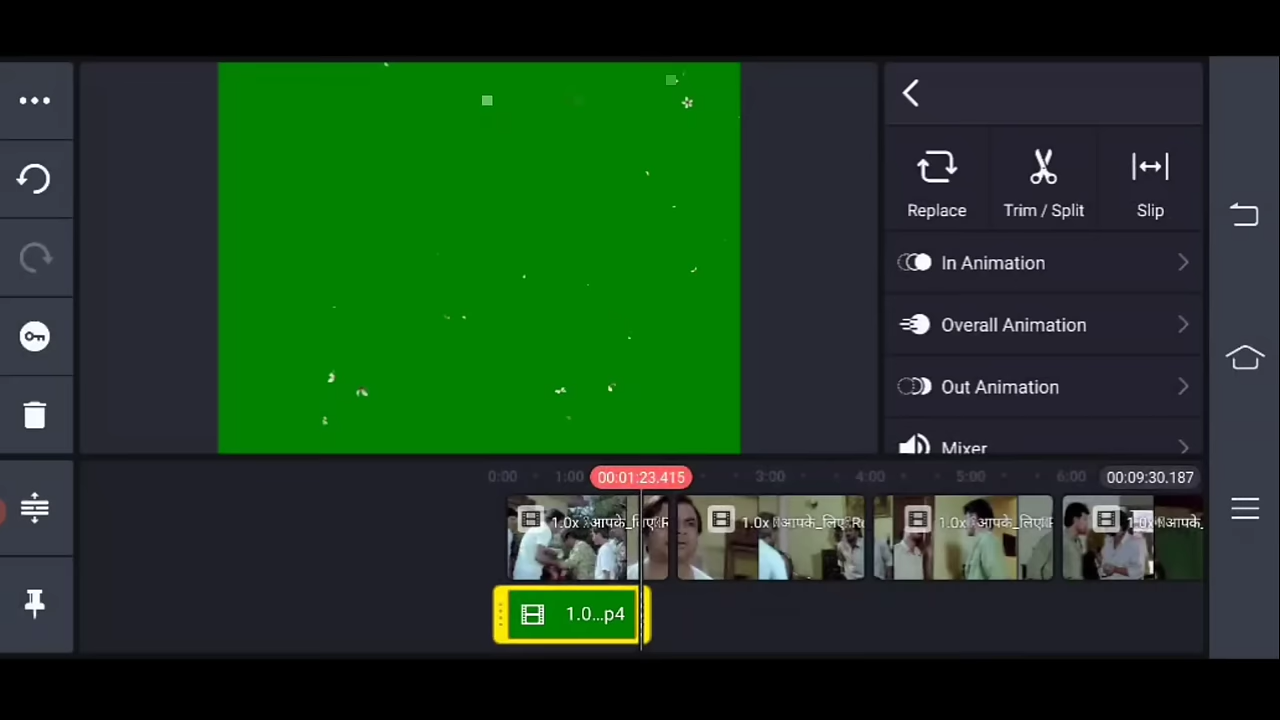 Replace
Trim / Split
Slip
In Animation
Overall Animation
Out Animation
Mixer
0:00
1:00
00:01:23.415
3:00
4:00
5:00
6:00
00:09:30.187
1.0x
आपके_लिए
1.0x
आपके_लिए
1.0x
आपके_लिए
आपके_
1.0...p4